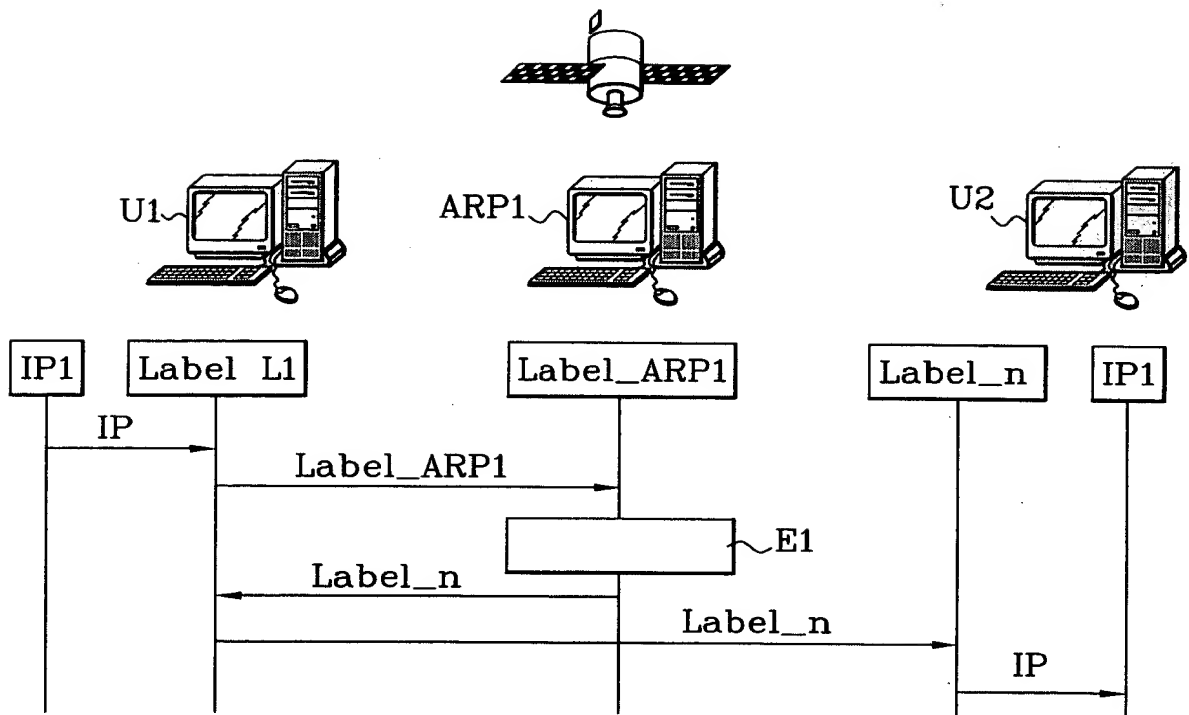 U1
ARP1
U2
IP1
Label L1
Label_ARP1
Label_n
IP1
IP
Label_ARP1
E1
Label_n
Label_n
IP